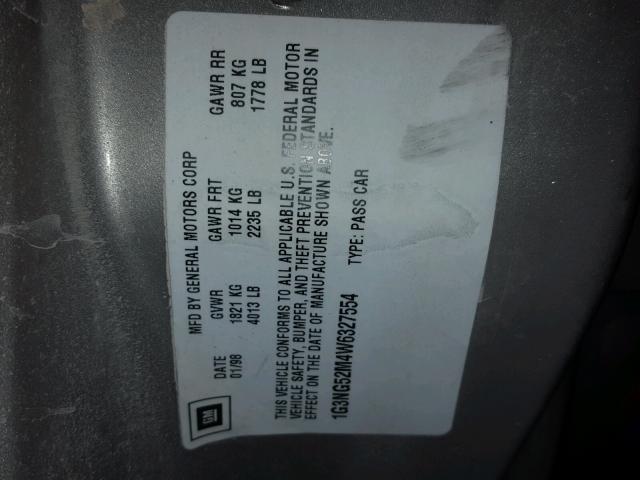 GM
MFD BY GENERAL MOTORS CORP
DATE GVWR GAWR FRT GAWR RR
01/98 1821 KG 1014 KG 807 KG
4013 LB 2235 LB 1778 LB
THIS VEHICLE CONFORMS TO ALL APPLICABLE U.S. FEDERAL MOTOR
VEHICLE SAFETY, BUMPER, AND THEFT PREVENTION STANDARDS IN
EFFECT ON THE DATE OF MANUFACTURE SHOWN ABOVE.
1G3NG52M4W6327554 TYPE: PASS CAR